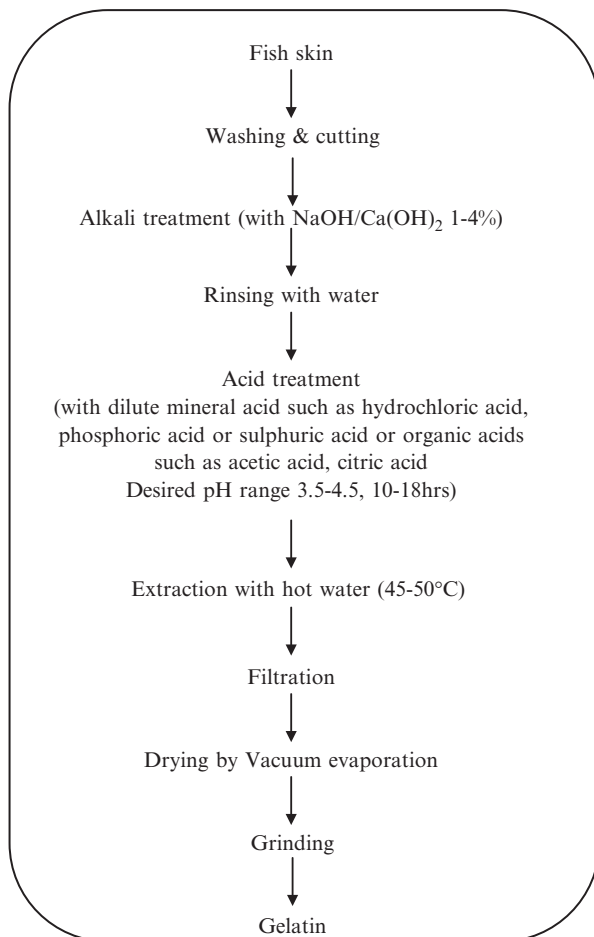 Fish skin
Washing & cutting
Alkali treatment (with NaOH/Ca(OH)₂ 1-4%)
Rinsing with water
Acid treatment
(with dilute mineral acid such as hydrochloric acid,
phosphoric acid or sulphuric acid or organic acids
such as acetic acid, citric acid
Desired pH range 3.5-4.5, 10-18hrs)
Extraction with hot water (45-50°C)
Filtration
Drying by Vacuum evaporation
Grinding
Gelatin